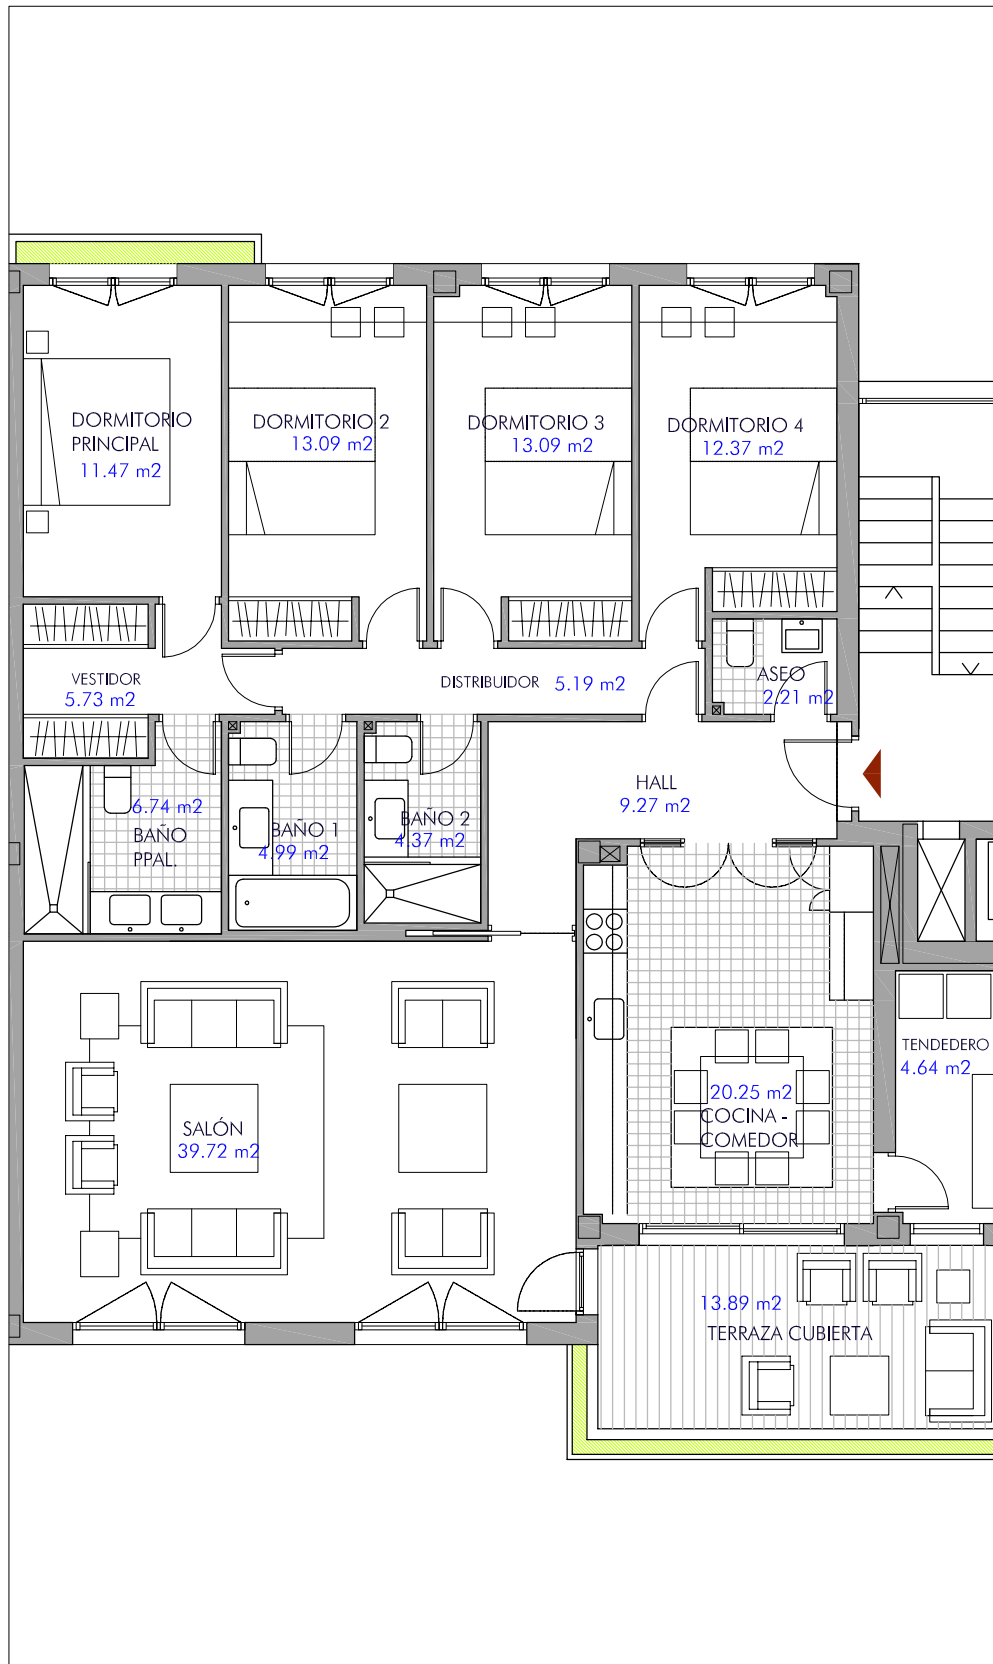 DORMITORIO
PRINCIPAL
11.47 m2
DORMITORIO 2
13.09 m2
DORMITORIO 3
13.09 m2
DORMITORIO 4
12.37 m2
VESTIDOR
5.73 m2
DISTRIBUIDOR 5.19 m2
ASEO
2.21 m2
HALL
9.27 m2
6.74 m2
BAÑO
PPAL.
BAÑO 1
4.99 m2
BAÑO 2
4.37 m2
SALÓN
39.72 m2
20.25 m2
COCINA -
COMEDOR
TENDEDERO
4.64 m2
13.89 m2
TERRAZA CUBIERTA